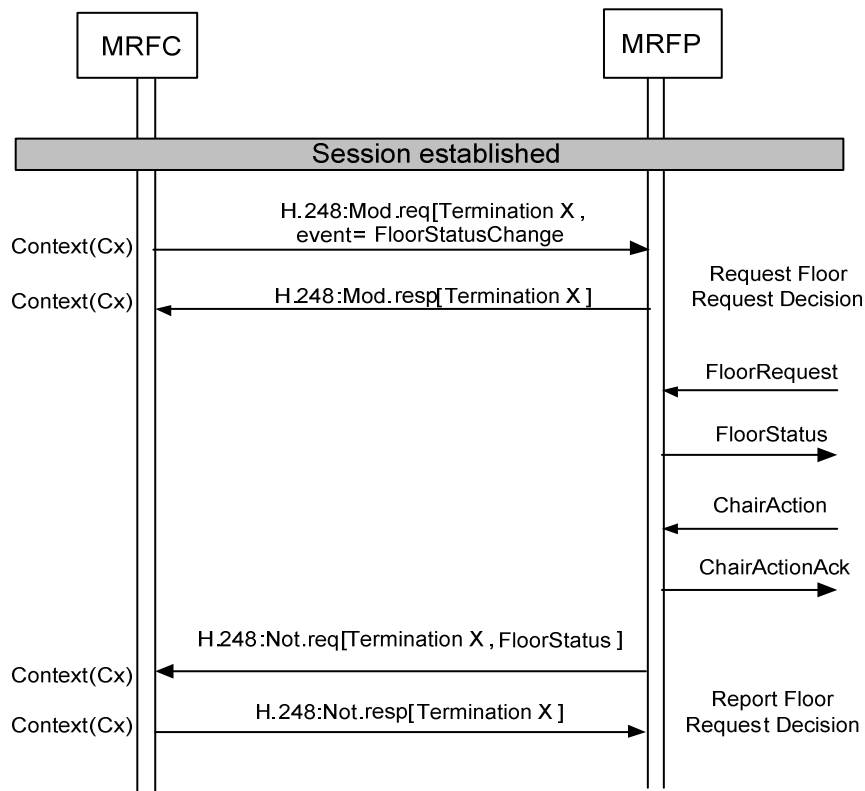 MRFC
MRFP
Session established
H.248:Mod.req[Termination X ,
event= FloorStatusChange
Context(Cx)
Request Floor
Request Decision
H.248:Mod.resp[Termination X ]
Context(Cx)
FloorRequest
FloorStatus
ChairAction
ChairActionAck
H.248:Not.req[Termination X , FloorStatus ]
Context(Cx)
Report Floor
Request Decision
H.248:Not.resp[Termination X ]
Context(Cx)